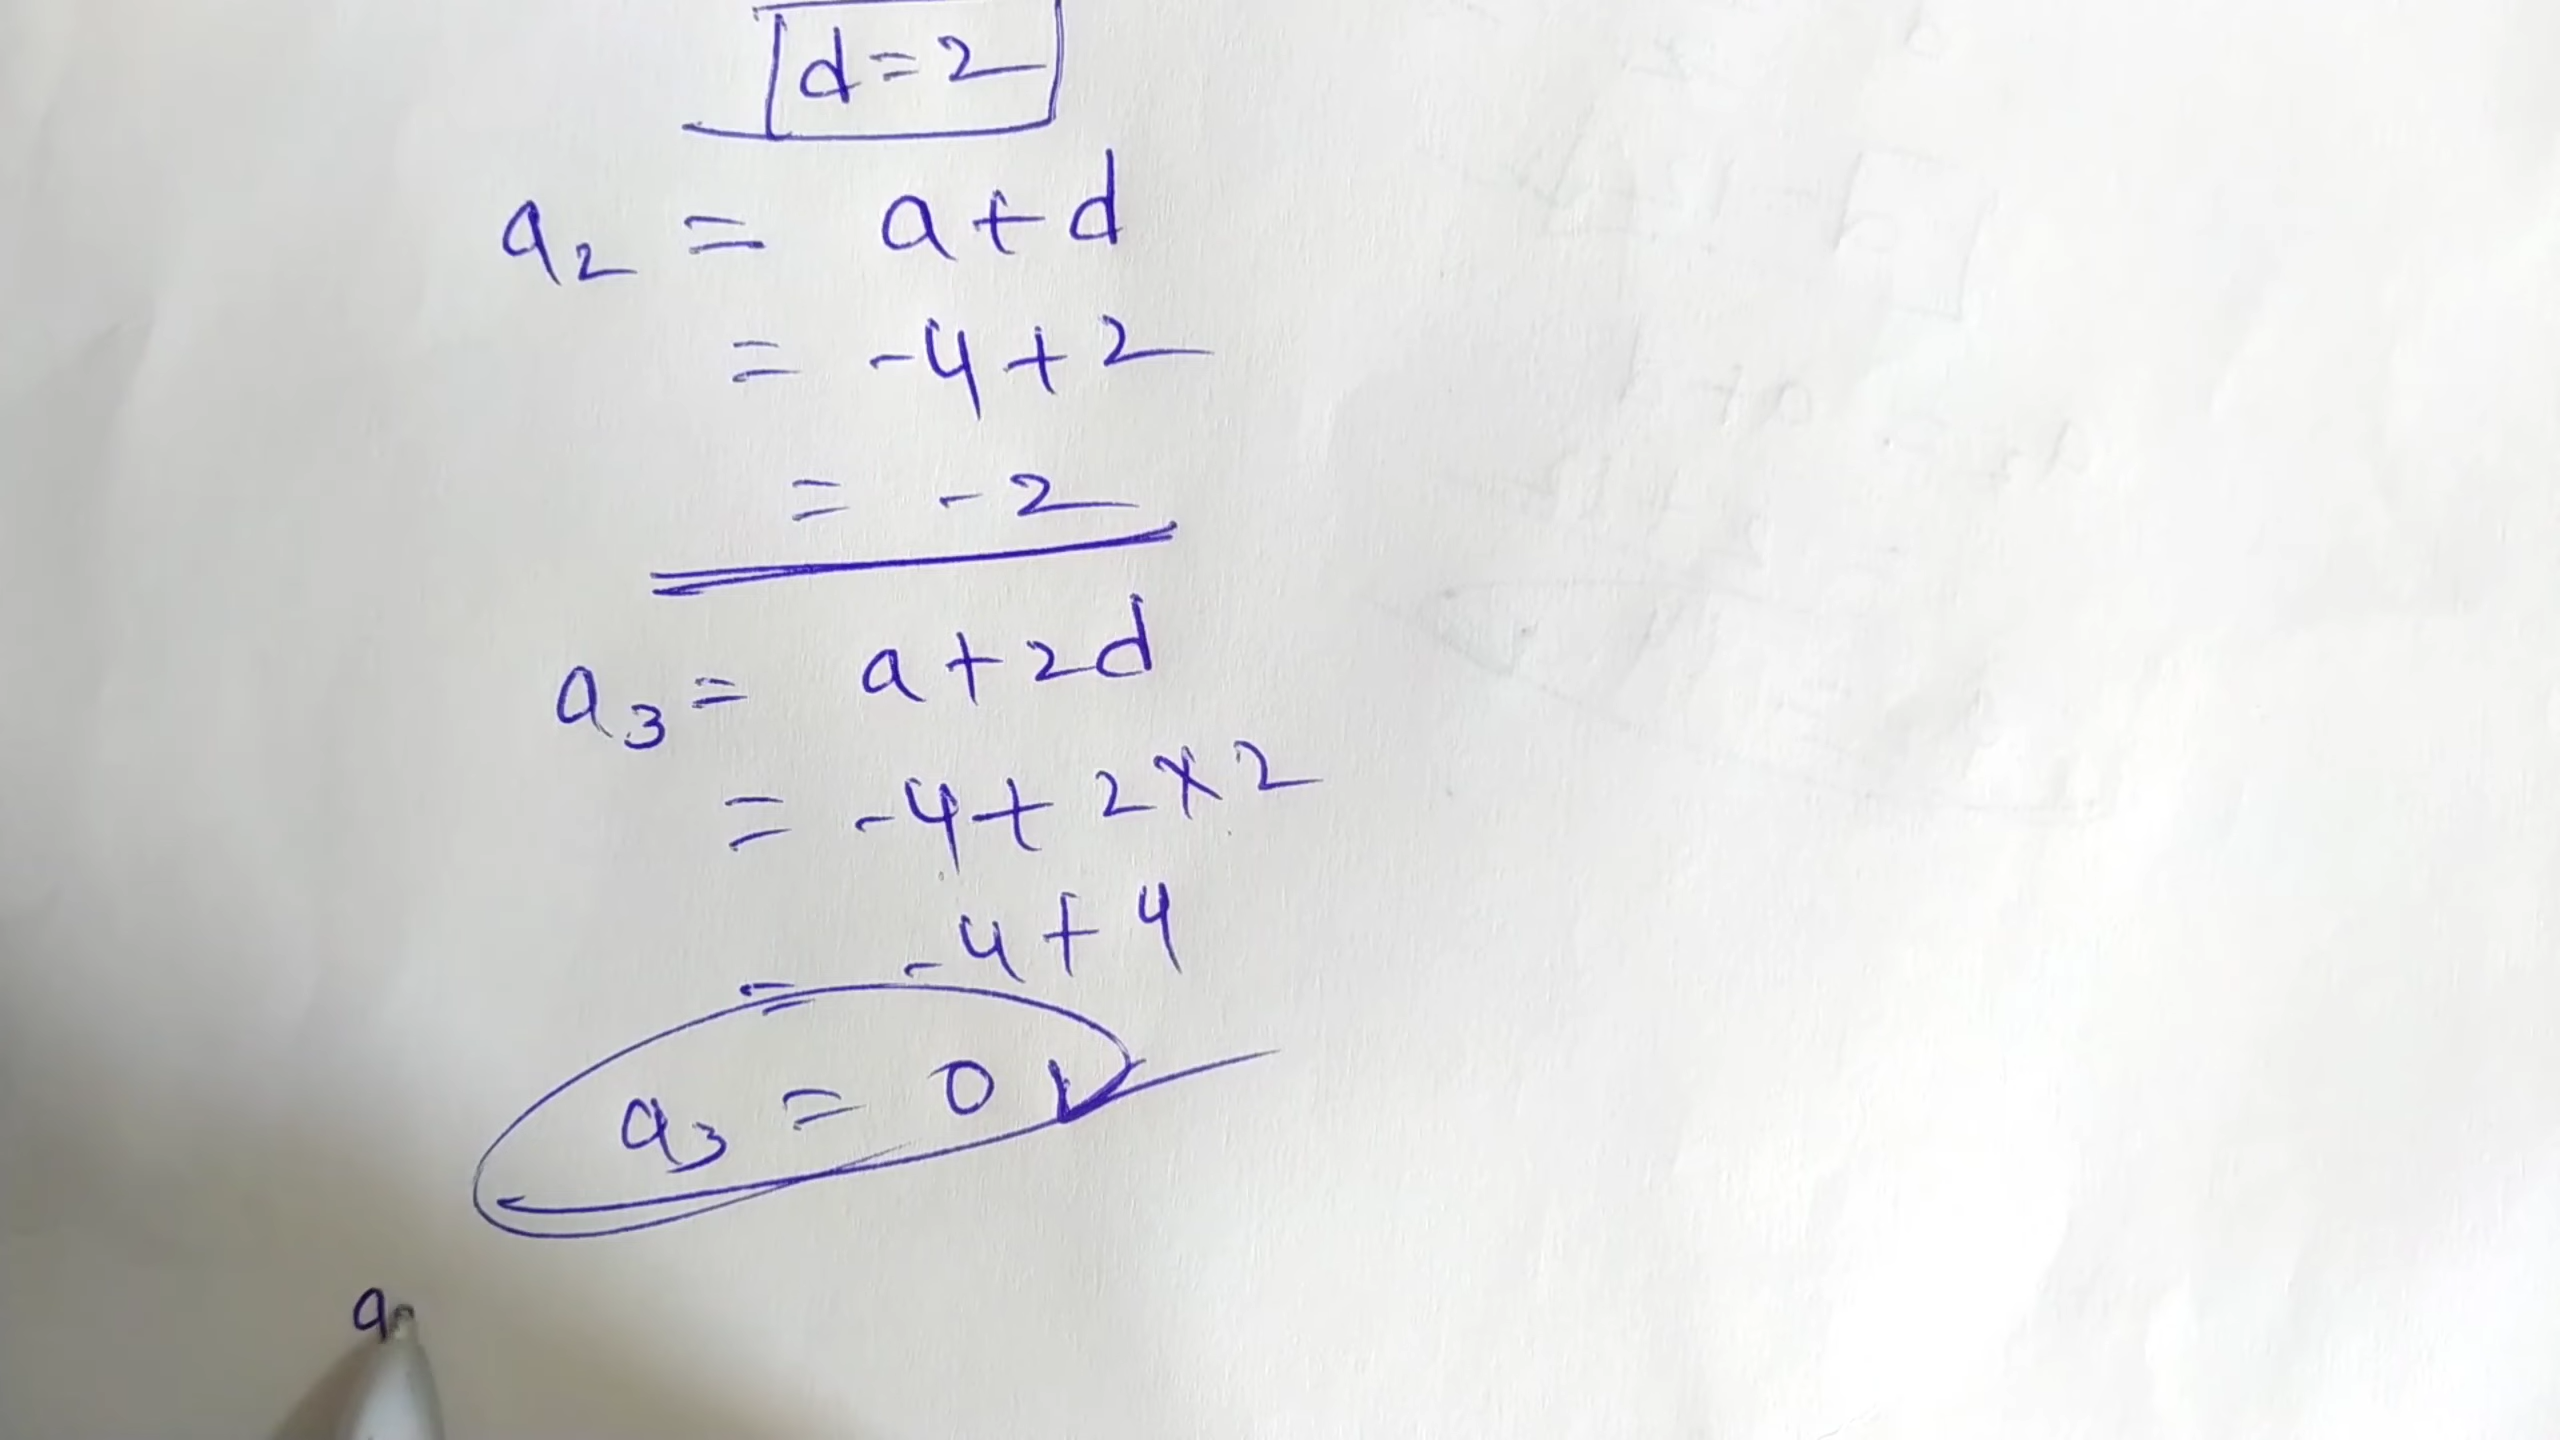 d = 2
a₂ = a + d
= -4 + 2
= -2
a₃ = a + 2d
= -4 + 2 × 2
= -4 + 4
a₃ = 0
a